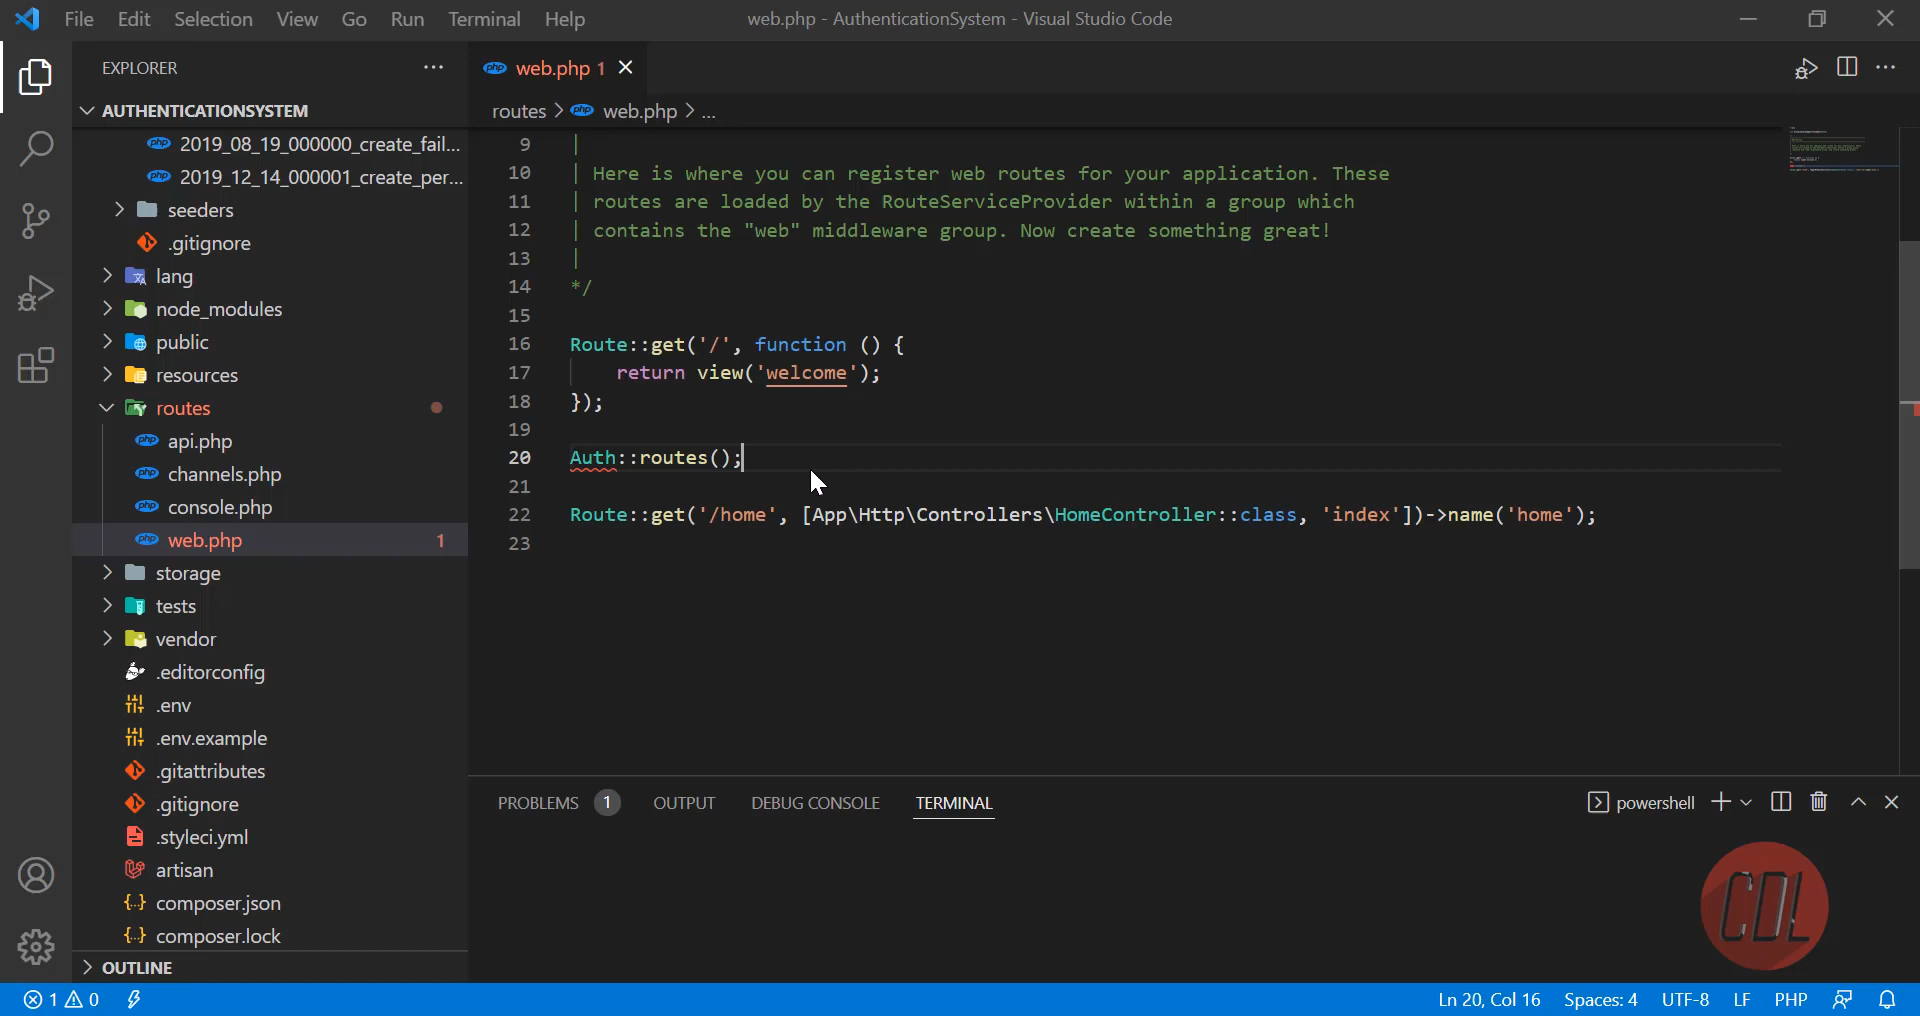 File Edit Selection View Go Run Terminal Help
web.php - AuthenticationSystem - Visual Studio Code
EXPLORER
AUTHENTICATIONSYSTEM
2019_08_19_000000_create_fail...
2019_12_14_000001_create_per...
seeders
.gitignore
lang
node_modules
public
resources
routes
api.php
channels.php
console.php
web.php 1
storage
tests
vendor
.editorconfig
.env
.env.example
.gitattributes
.gitignore
.styleci.yml
artisan
composer.json
composer.lock
OUTLINE
php web.php 1
routes > php web.php > ...
9 |
10 | Here is where you can register web routes for your application. These
11 | routes are loaded by the RouteServiceProvider within a group which
12 | contains the "web" middleware group. Now create something great!
13 |
14 */
15
16 Route::get('/', function () {
17 return view('welcome');
18 });
19
20 Auth::routes();
21
22 Route::get('/home', [App\Http\Controllers\HomeController::class, 'index'])->name('home');
23
PROBLEMS 1 OUTPUT DEBUG CONSOLE TERMINAL
powershell
CDL
1 0
Ln 20, Col 16 Spaces: 4 UTF-8 LF PHP